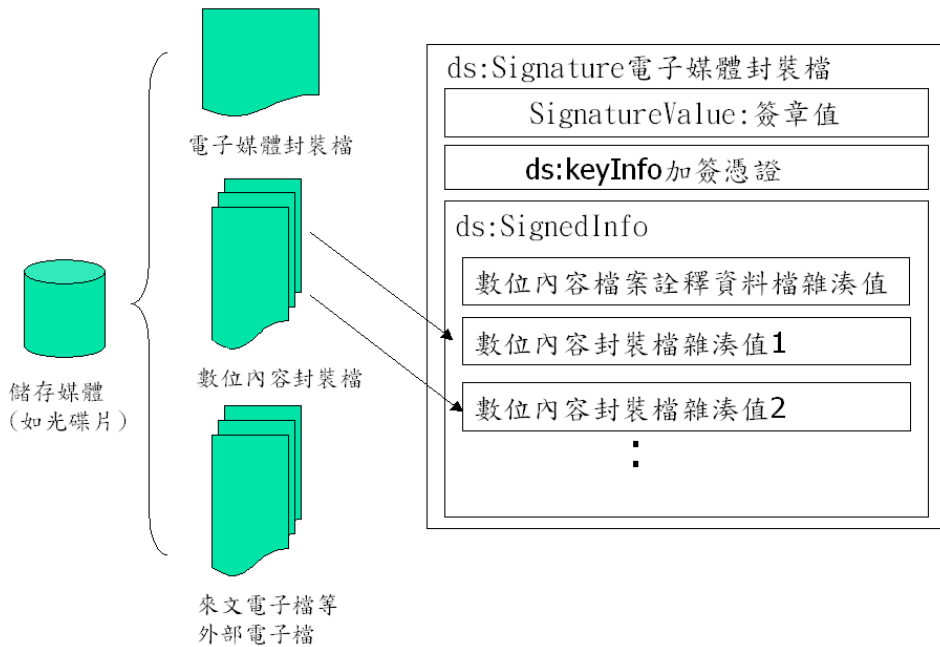 電子媒體封裝檔
數位內容封裝檔
儲存媒體
(如光碟片)
來文電子檔等
外部電子檔
ds:Signature電子媒體封裝檔
SignatureValue:簽章值
ds:keyInfo加簽憑證
ds:SignedInfo
數位內容檔案詮釋資料檔雜湊值
數位內容封裝檔雜湊值1
數位內容封裝檔雜湊值2
: